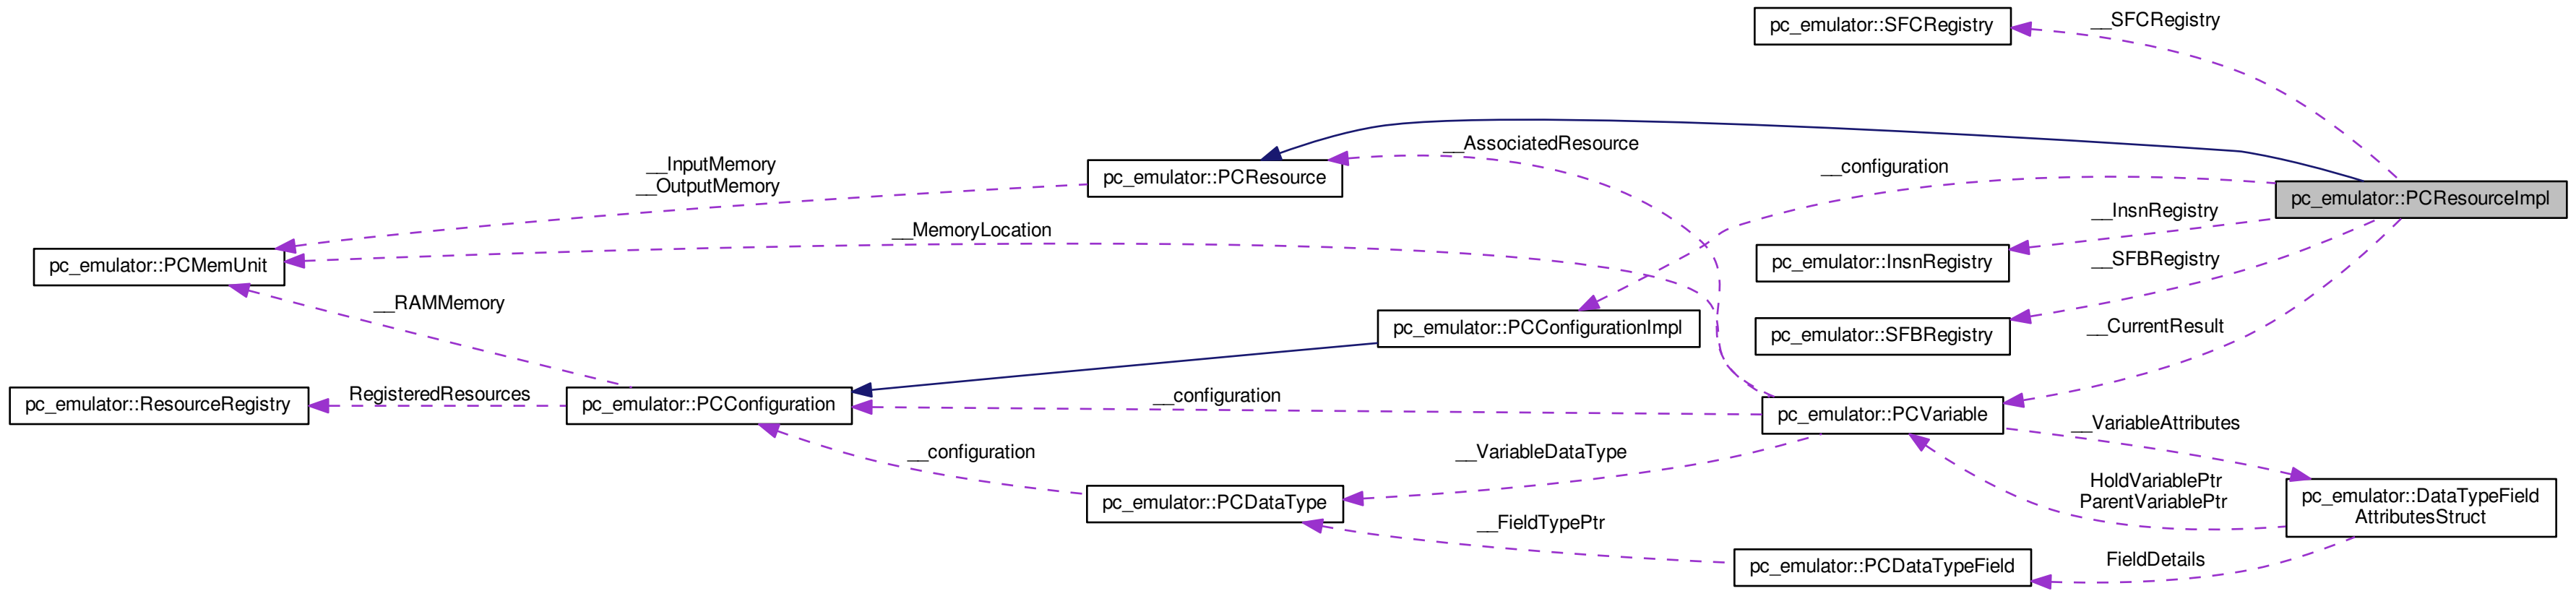 pc_emulator::SFCRegistry
__SFCRegistry
__AssociatedResource
__InputMemory
__OutputMemory
pc_emulator::PCResource
__configuration
pc_emulator::PCResourceImpl
__InsnRegistry
__MemoryLocation
pc_emulator::PCMemUnit
pc_emulator::InsnRegistry
__SFBRegistry
__RAMMemory
pc_emulator::PCConfigurationImpl
__CurrentResult
pc_emulator::SFBRegistry
RegisteredResources
__configuration
pc_emulator::ResourceRegistry
pc_emulator::PCConfiguration
pc_emulator::PCVariable
__VariableAttributes
__configuration
__VariableDataType
HoldVariablePtr
ParentVariablePtr
pc_emulator::PCDataType
pc_emulator::DataTypeField
AttributesStruct
__FieldTypePtr
pc_emulator::PCDataTypeField
FieldDetails